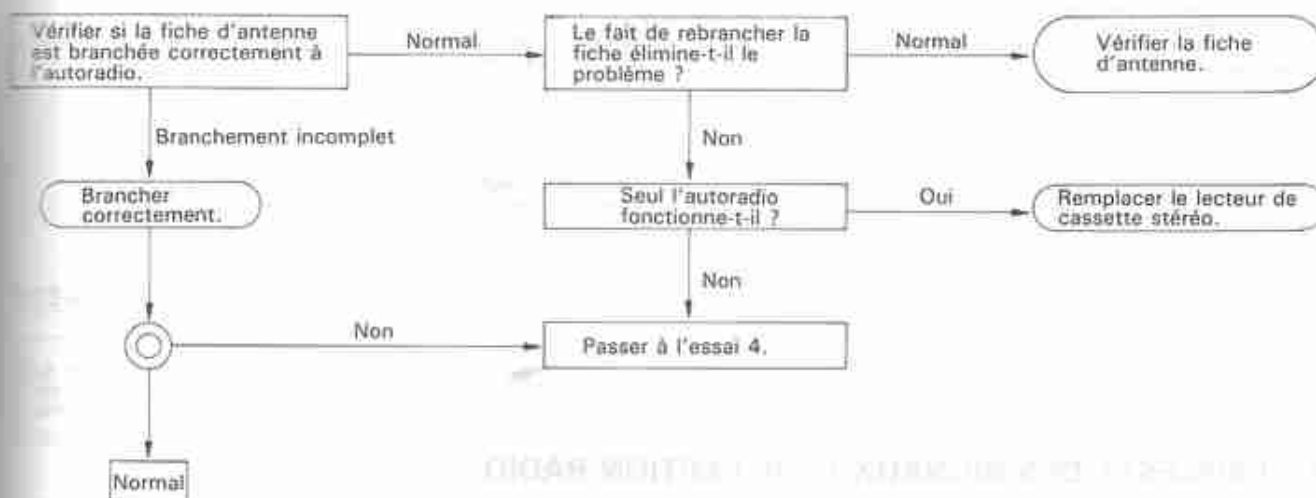 Vérifier si la fiche d'antenne
est branchée correctement à
l'autoradio.
Normal
Le fait de rebrancher la
fiche élimine-t-il le
problème ?
Normal
Vérifier la fiche
d'antenne.
Branchement incomplet
Non
Brancher
correctement.
Seul l'autoradio
fonctionne-t-il ?
Oui
Remplacer le lecteur de
cassette stéréo.
Non
Non
Passer à l'essai 4.
Normal